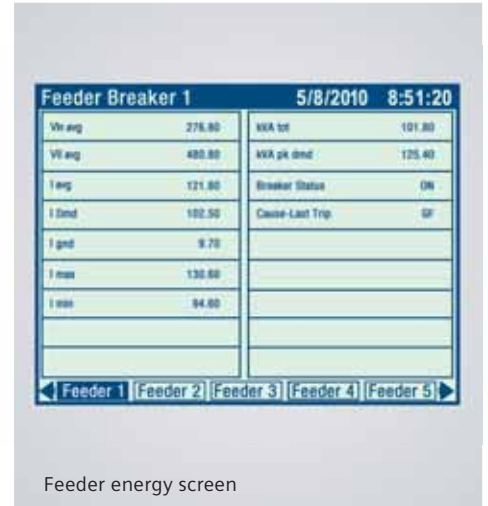 Feeder Breaker 1 5/8/2010 8:51:20
Vln avg 276.80
Vll avg 480.80
I avg 121.80
I Dmd 102.50
I gnd 9.70
I max 130.60
I min 94.60
kVA tot 101.80
kVA pk dmd 125.40
Breaker Status ON
Cause-Last Trip GF
Feeder 1 Feeder 2 Feeder 3 Feeder 4 Feeder 5
Feeder energy screen